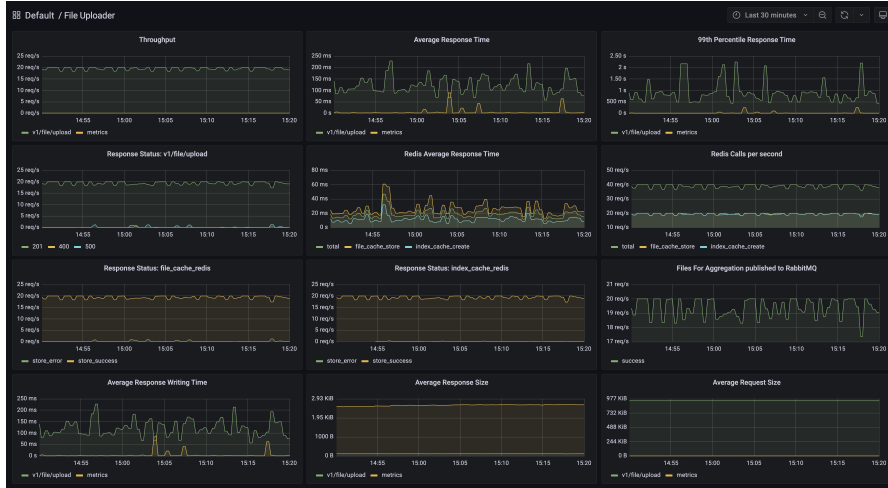 Default / File Uploader
Last 30 minutes
Throughput
25 req/s
20 req/s
15 req/s
10 req/s
5 req/s
0 req/s
14:55 15:00 15:05 15:10 15:15 15:20
v1/file/upload metrics
Average Response Time
250 ms
200 ms
150 ms
100 ms
50 ms
0 s
14:55 15:00 15:05 15:10 15:15 15:20
v1/file/upload metrics
99th Percentile Response Time
2.50 s
2 s
1.50 s
1 s
500 ms
0 s
14:55 15:00 15:05 15:10 15:15 15:20
v1/file/upload metrics
Response Status: v1/file/upload
25 req/s
20 req/s
15 req/s
10 req/s
5 req/s
0 req/s
14:55 15:00 15:05 15:10 15:15 15:20
201 400 500
Redis Average Response Time
80 ms
60 ms
40 ms
20 ms
0 s
14:55 15:00 15:05 15:10 15:15 15:20
total file_cache_store index_cache_create
Redis Calls per second
50 req/s
40 req/s
30 req/s
20 req/s
10 req/s
14:55 15:00 15:05 15:10 15:15 15:20
total file_cache_store index_cache_create
Response Status: file_cache_redis
25 req/s
20 req/s
15 req/s
10 req/s
5 req/s
0 req/s
14:55 15:00 15:05 15:10 15:15 15:20
store_error store_success
Response Status: index_cache_redis
25 req/s
20 req/s
15 req/s
10 req/s
5 req/s
0 req/s
14:55 15:00 15:05 15:10 15:15 15:20
store_error store_success
Files For Aggregation published to RabbitMQ
21 req/s
20 req/s
19 req/s
18 req/s
17 req/s
14:55 15:00 15:05 15:10 15:15 15:20
success
Average Response Writing Time
250 ms
200 ms
150 ms
100 ms
50 ms
0 s
14:55 15:00 15:05 15:10 15:15 15:20
v1/file/upload metrics
Average Response Size
2.93 KiB
1.95 KiB
1000 B
0 B
14:55 15:00 15:05 15:10 15:15 15:20
v1/file/upload metrics
Average Request Size
977 KiB
732 KiB
488 KiB
244 KiB
0 B
14:55 15:00 15:05 15:10 15:15 15:20
v1/file/upload metrics